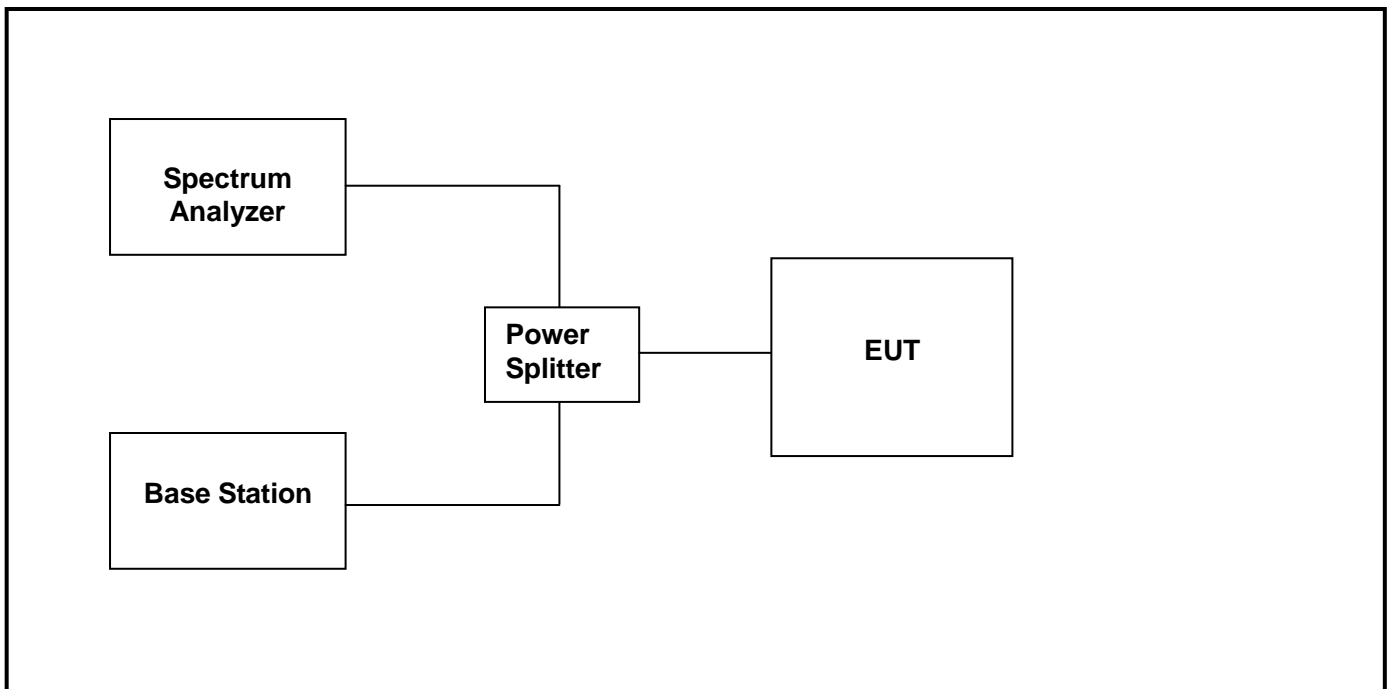 Spectrum
Analyzer
Power
Splitter
EUT
Base Station